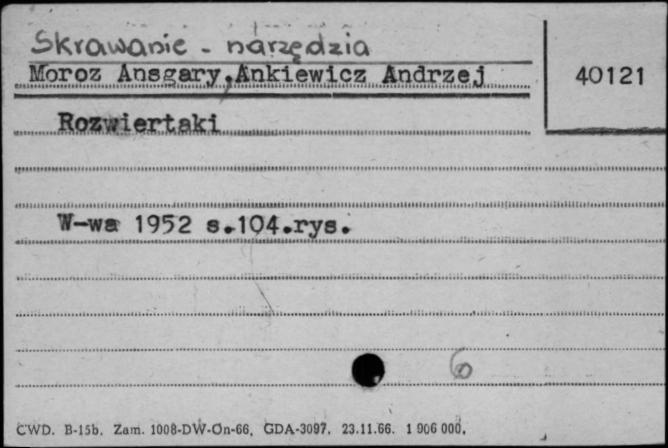 Skrawanie - narzędzia
Moroz Ansgary, Ankiewicz Andrzej
40121
Rozwiertaki
W-wa 1952 s.104.rys.
6
CWD. B-15b. Zam. 1008-DW-On-66. GDA-3097. 23.11.66. 1 906 000.